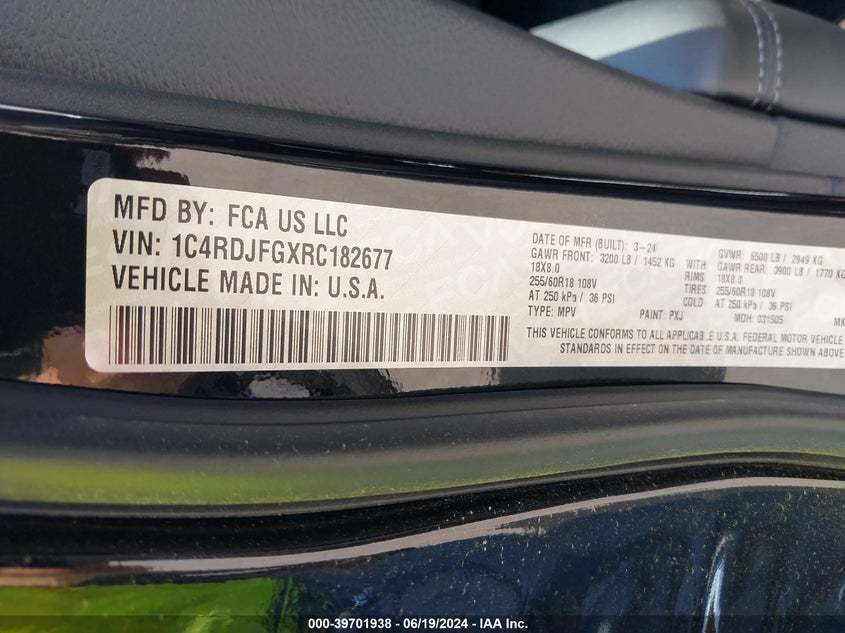 MFD BY: FCA US LLC
VIN: 1C4RDJFGXRC182677
VEHICLE MADE IN: U.S.A.
DATE OF MFR (BUILT): 3-24 GVWR: 6500 LB / 2949 KG
GAWR FRONT: 3200 LB / 1452 KG WITH GAWR REAR: 3900 LB / 1770 KG
18X8.0 RIMS 18X8.0
255/60R18 108V TIRES 255/60R18 108V
AT 250 kPa / 36 PSI COLD AT 250 kPa / 36 PSI
TYPE: MPV PAINT: PXJ MDH: 031505 MK
THIS VEHICLE CONFORMS TO ALL APPLICABLE U.S.A. FEDERAL MOTOR VEHICLE
STANDARDS IN EFFECT ON THE DATE OF MANUFACTURE SHOWN ABOVE
000-39701938 - 06/19/2024 - IAA Inc.